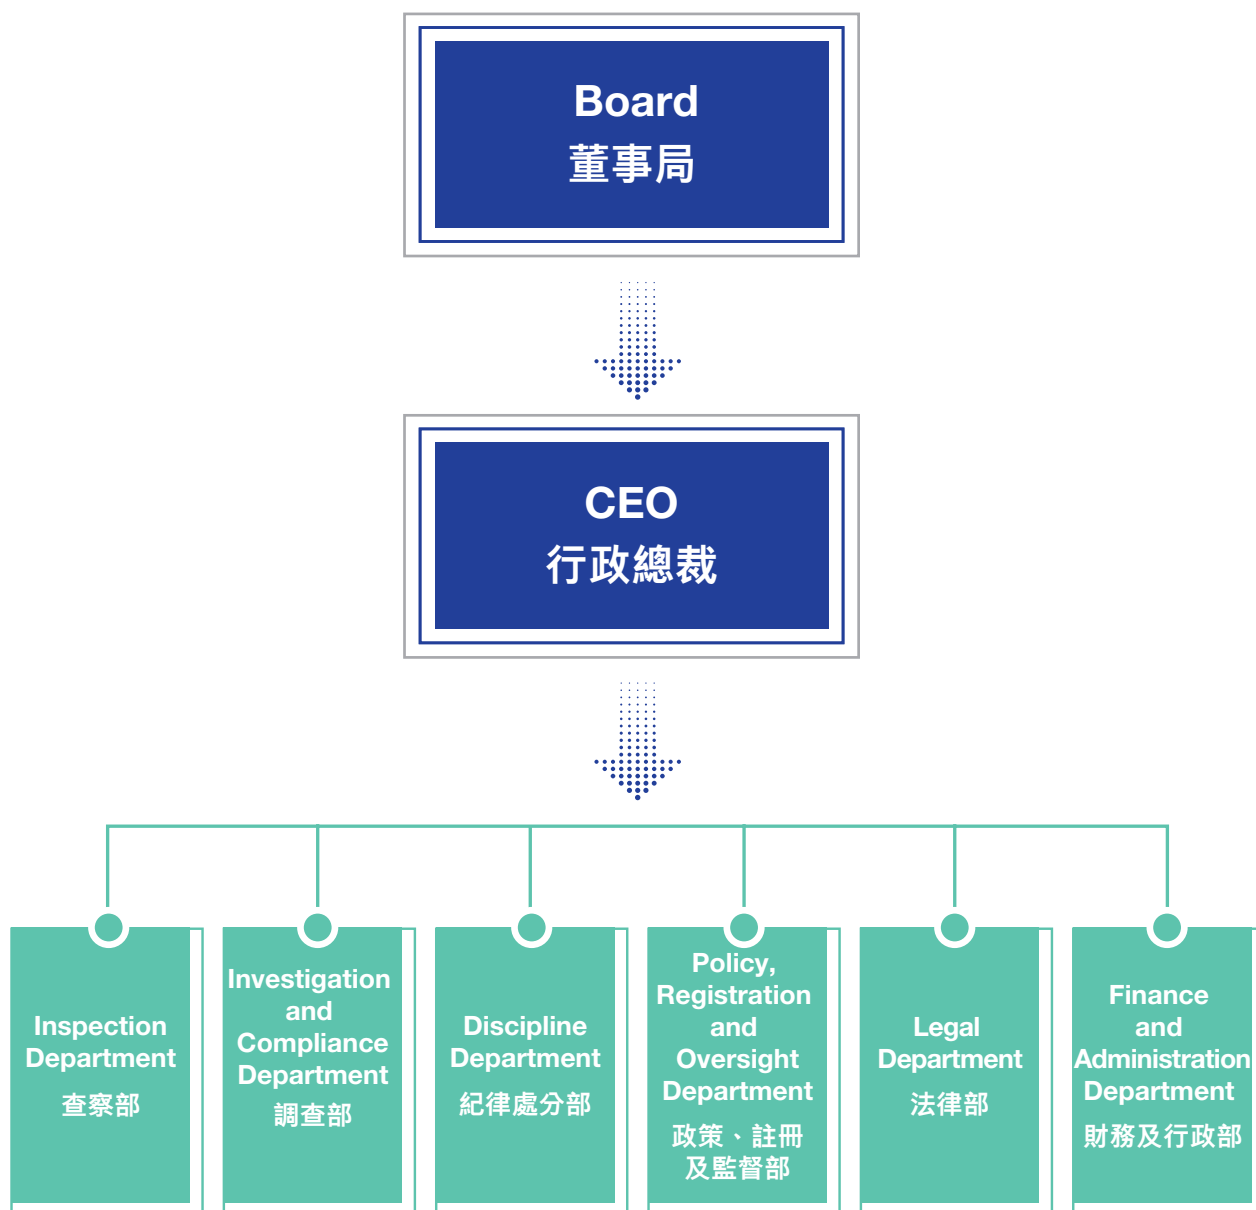 Board
董事局
CEO
行政總裁
Inspection
Department
查察部
Investigation
and
Compliance
Department
調查部
Discipline
Department
紀律處分部
Policy,
Registration
and
Oversight
Department
政策、註冊
及監督部
Legal
Department
法律部
Finance
and
Administration
Department
財務及行政部